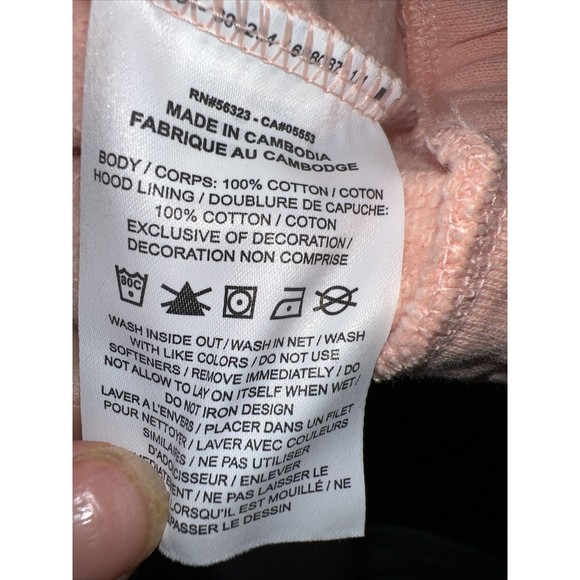 RN#56323 - CA#05553
MADE IN CAMBODIA
FABRIQUE AU CAMBODGE
BODY / CORPS: 100% COTTON / COTON
HOOD LINING / DOUBLURE DE CAPUCHE:
100% COTTON / COTON
EXCLUSIVE OF DECORATION /
DECORATION NON COMPRISE
30C
WASH INSIDE OUT / WASH IN NET / WASH
WITH LIKE COLORS / DO NOT USE
SOFTENERS / REMOVE IMMEDIATELY / DO
NOT ALLOW TO LAY ON ITSELF WHEN WET /
DO NOT IRON DESIGN
LAVER A L'ENVERS / PLACER DANS UN FILET
POUR NETTOYER / LAVER AVEC COULEURS
SIMILAIRES / NE PAS UTILISER
D'ADOUCISSEUR / ENLEVER
/ NE PAS LAISSER LE
LORSQU'IL EST MOUILLÉ / NE
LE DESSIN